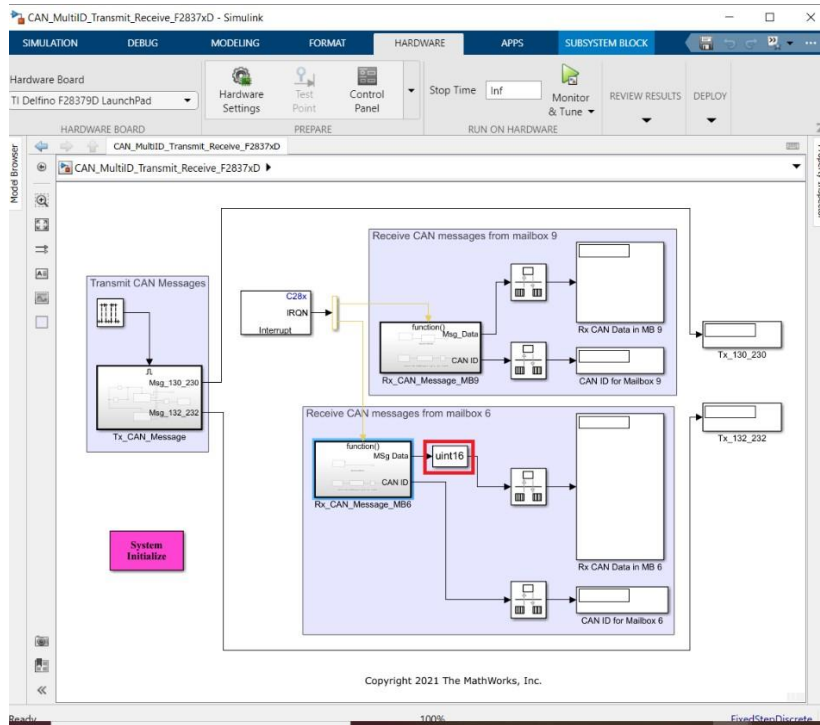 CAN_MultiID_Transmit_Receive_F2837xD - Simulink
SIMULATION DEBUG MODELING FORMAT HARDWARE APPS SUBSYSTEM BLOCK
Hardware Board
TI Delfino F28379D LaunchPad
Hardware
Settings
Test
Point
Control
Panel
Stop Time Inf
Monitor
& Tune
REVIEW RESULTS
DEPLOY
HARDWARE BOARD PREPARE RUN ON HARDWARE
Model Browser
CAN_MultiID_Transmit_Receive_F2837xD
CAN_MultiID_Transmit_Receive_F2837xD
Receive CAN messages from mailbox 9
Transmit CAN Messages
C28x
IRQN
Interrupt
function()
Msg_Data
CAN ID
Rx_CAN_Message_MB9
Rx CAN Data in MB 9
CAN ID for Mailbox 9
Tx_130_230
Msg_130_230
Msg_132_232
Tx_CAN_Message
Receive CAN messages from mailbox 6
function()
MSg Data
CAN ID
uint16
Rx_CAN_Message_MB6
Tx_132_232
System
Initialize
Rx CAN Data in MB 6
CAN ID for Mailbox 6
Copyright 2021 The MathWorks, Inc.
Ready 100% FixedStepDiscrete